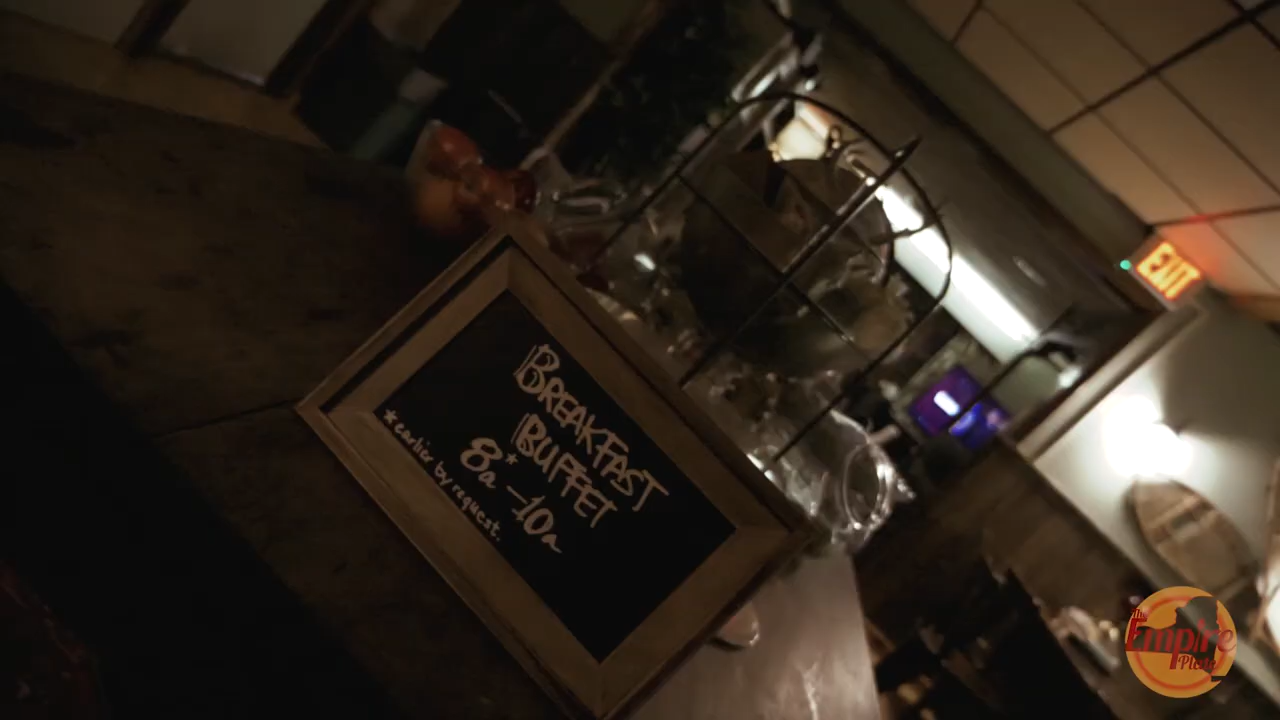 EXIT
BREAKFAST
BUFFET
8a*-10a
*earlier by request.
The
Empire
Plate